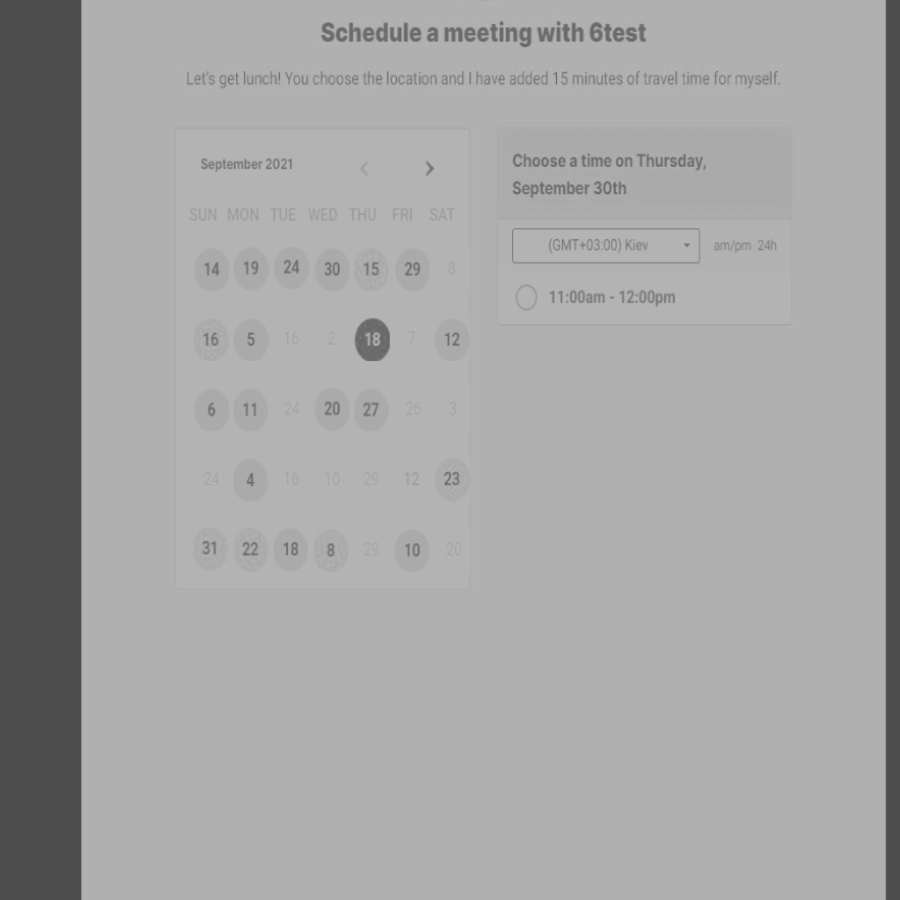 Schedule a meeting with 6test
Let's get lunch! You choose the location and I have added 15 minutes of travel time for myself.
September 2021
SUN MON TUE WED THU FRI SAT
14 19 24 30 15 29 8
16 5 16 2 18 7 12
6 11 24 20 27 26 3
24 4 16 10 29 12 23
31 22 18 8 29 10 20
Choose a time on Thursday,
September 30th
(GMT+03:00) Kiev am/pm 24h
11:00am - 12:00pm